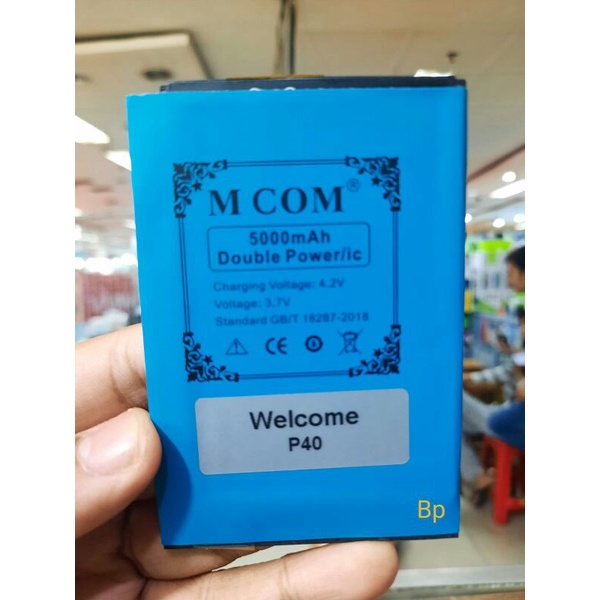 M COM®
5000mAh
Double Power/ic
Charging Voltage: 4.2V
Voltage: 3.7V
Standard GB/T 18287-2018
CE
Welcome
P40
Bp